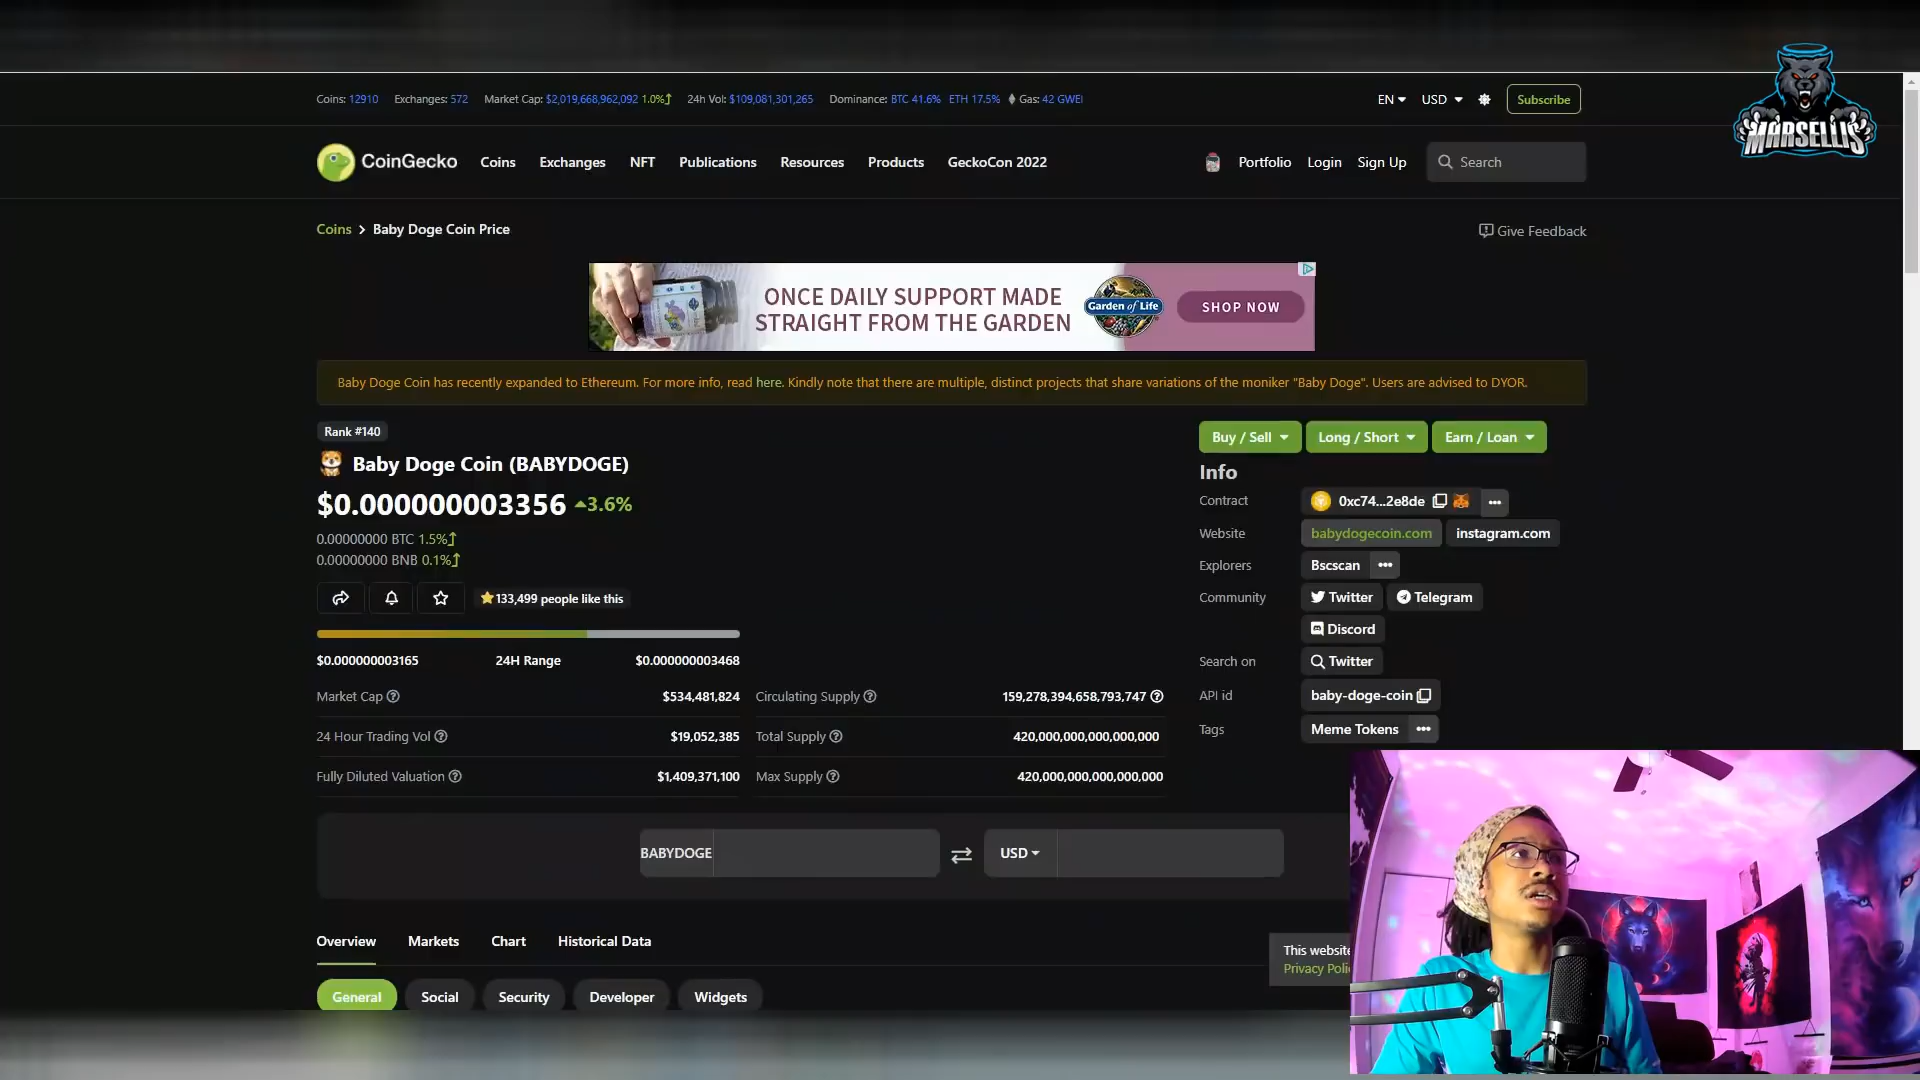 Coins: 12910 Exchanges: 572 Market Cap: $2,019,668,962,092 1.0% 24h Vol: $109,081,301,265 Dominance: BTC 41.6% ETH 17.5% Gas: 42 GWEI
EN USD Subscribe
MARSELLIS
CoinGecko Coins Exchanges NFT Publications Resources Products GeckoCon 2022 Portfolio Login Sign Up Search
Coins > Baby Doge Coin Price
Give Feedback
ONCE DAILY SUPPORT MADE
STRAIGHT FROM THE GARDEN
Garden of Life
SHOP NOW
Baby Doge Coin has recently expanded to Ethereum. For more info, read here. Kindly note that there are multiple, distinct projects that share variations of the moniker "Baby Doge". Users are advised to DYOR.
Rank #140
Baby Doge Coin (BABYDOGE)
$0.000000003356 3.6%
0.00000000 BTC 1.5%
0.00000000 BNB 0.1%
133,499 people like this
$0.000000003165 24H Range $0.000000003468
Market Cap $534,481,824
24 Hour Trading Vol $19,052,385
Fully Diluted Valuation $1,409,371,100
Circulating Supply 159,278,394,658,793,747
Total Supply 420,000,000,000,000,000
Max Supply 420,000,000,000,000,000
Buy / Sell Long / Short Earn / Loan
Info
Contract 0xc74...2e8de
Website babydogecoin.com instagram.com
Explorers Bscscan
Community Twitter Telegram
Discord
Search on Twitter
API id baby-doge-coin
Tags Meme Tokens
BABYDOGE USD
Overview Markets Chart Historical Data
This website
Privacy Poli
General Social Security Developer Widgets